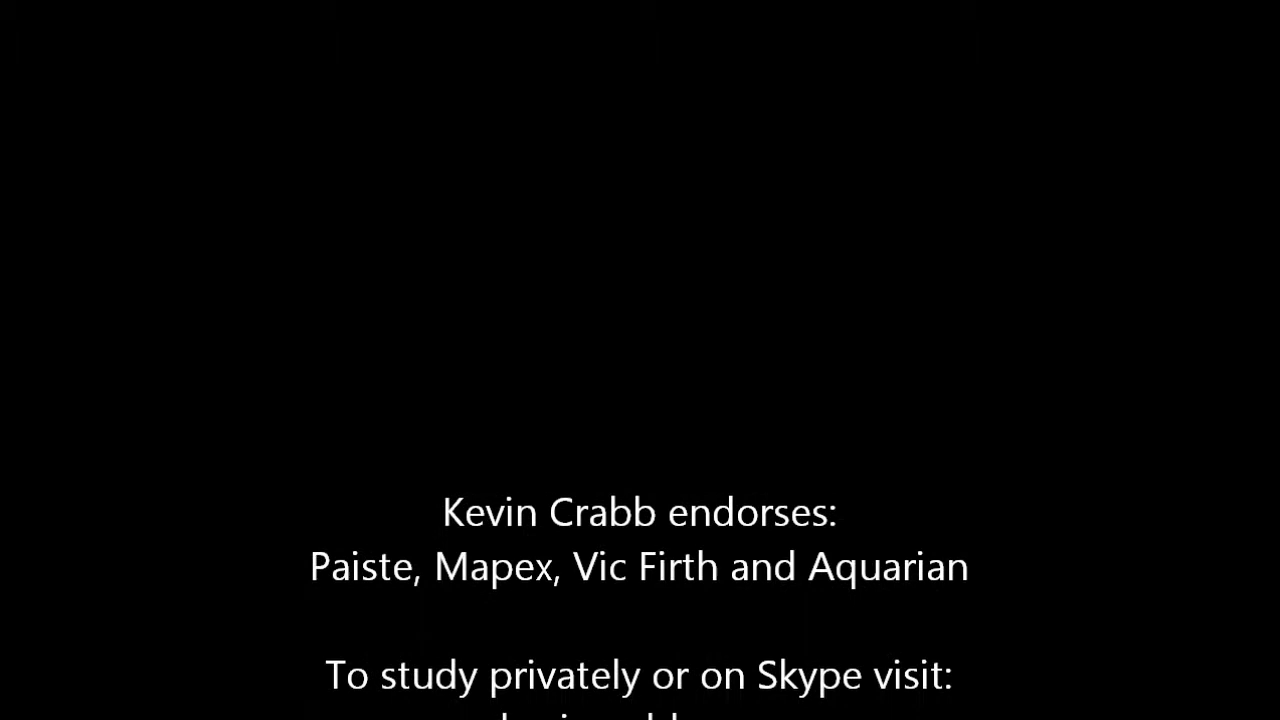 Kevin Crabb endorses:
Paiste, Mapex, Vic Firth and Aquarian
To study privately or on Skype visit: